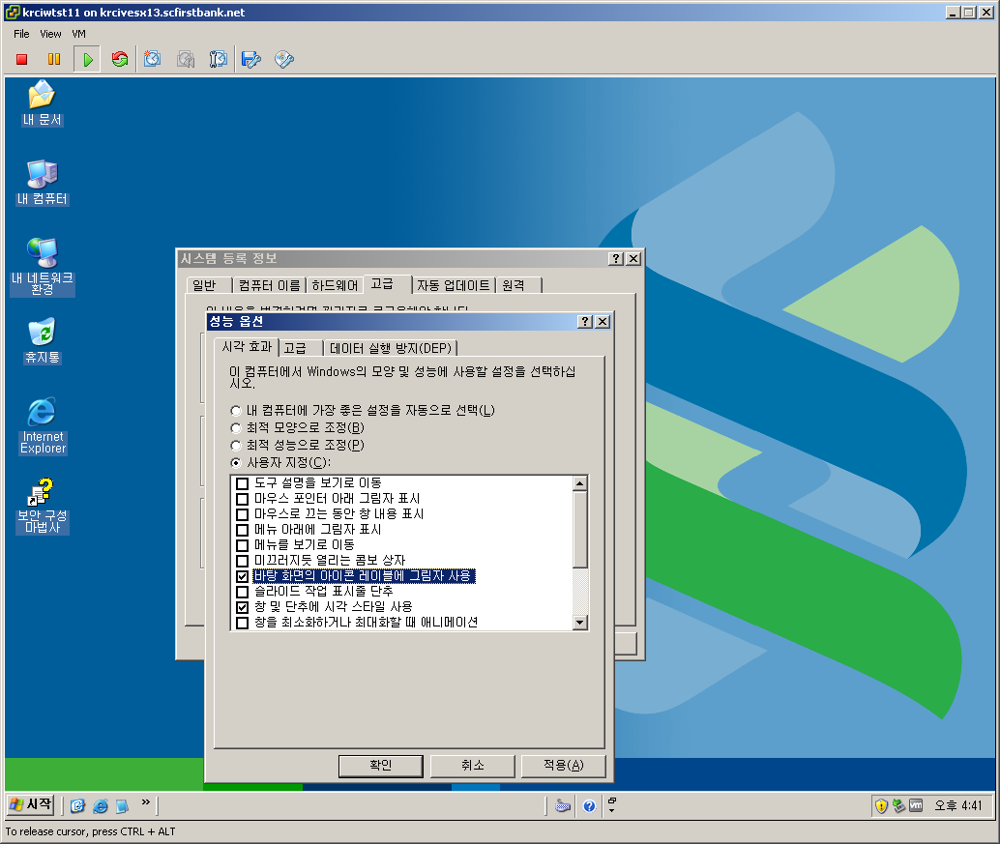 krciwtst11 on krcivesx13.scfirstbank.net
File View VM
내 문서
내 컴퓨터
내 네트워크
환경
휴지통
Internet
Explorer
보안 구성
마법사
시스템 등록 정보
일반 컴퓨터 이름 하드웨어 고급 자동 업데이트 원격
성능 옵션
시각 효과 고급 데이터 실행 방지(DEP)
이 컴퓨터에서 Windows의 모양 및 성능에 사용할 설정을 선택하십
시오.
내 컴퓨터에 가장 좋은 설정을 자동으로 선택(L)
최적 모양으로 조정(B)
최적 성능으로 조정(P)
사용자 지정(C):
도구 설명을 보기로 이동
마우스 포인터 아래 그림자 표시
마우스로 끄는 동안 창 내용 표시
메뉴 아래에 그림자 표시
메뉴를 보기로 이동
미끄러지듯 열리는 콤보 상자
바탕 화면의 아이콘 레이블에 그림자 사용
슬라이드 작업 표시줄 단추
창 및 단추에 시각 스타일 사용
창을 최소화하거나 최대화할 때 애니메이션
확인 취소 적용(A)
시작 » vm 오후 4:41
To release cursor, press CTRL + ALT